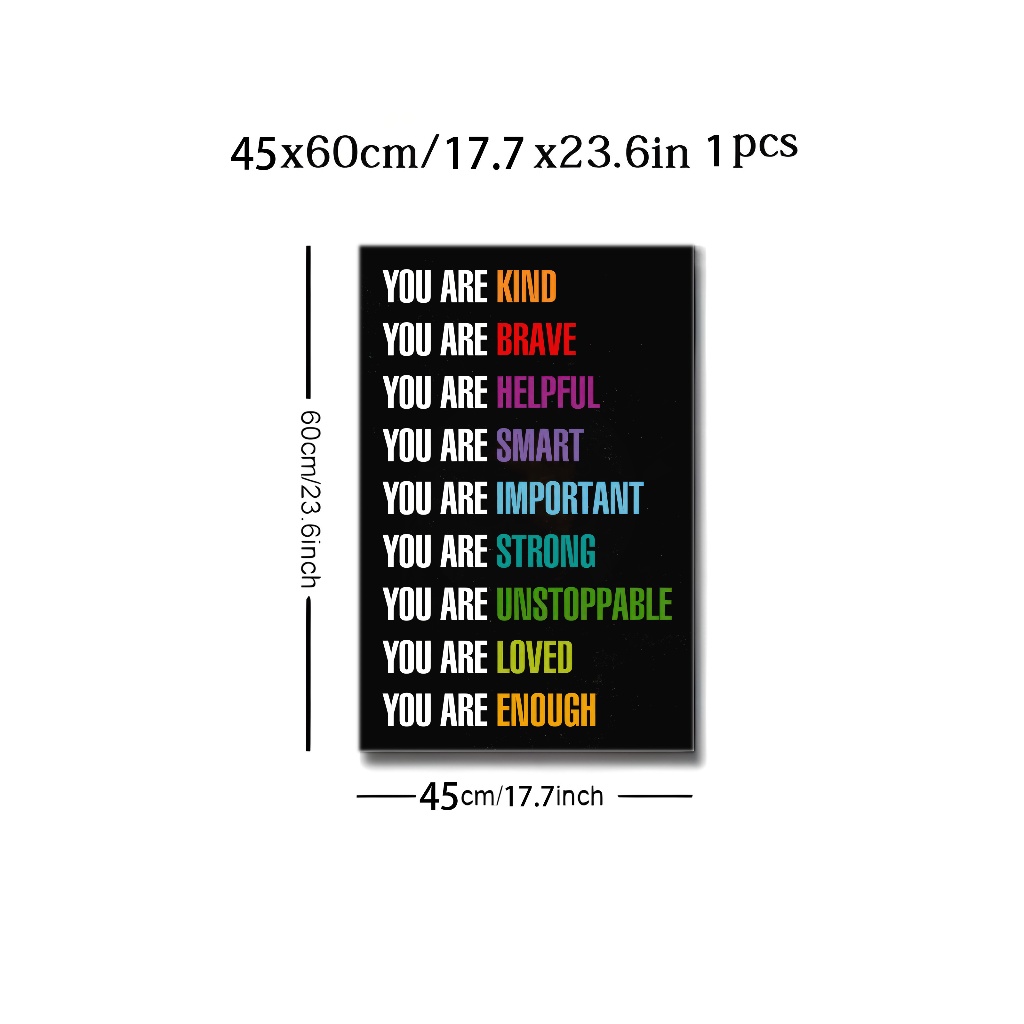 45x60cm/17.7 x23.6in 1pcs
YOU ARE KIND
YOU ARE BRAVE
YOU ARE HELPFUL
YOU ARE SMART
YOU ARE IMPORTANT
YOU ARE STRONG
YOU ARE UNSTOPPABLE
YOU ARE LOVED
YOU ARE ENOUGH
60cm/23.6inch
45cm/17.7inch